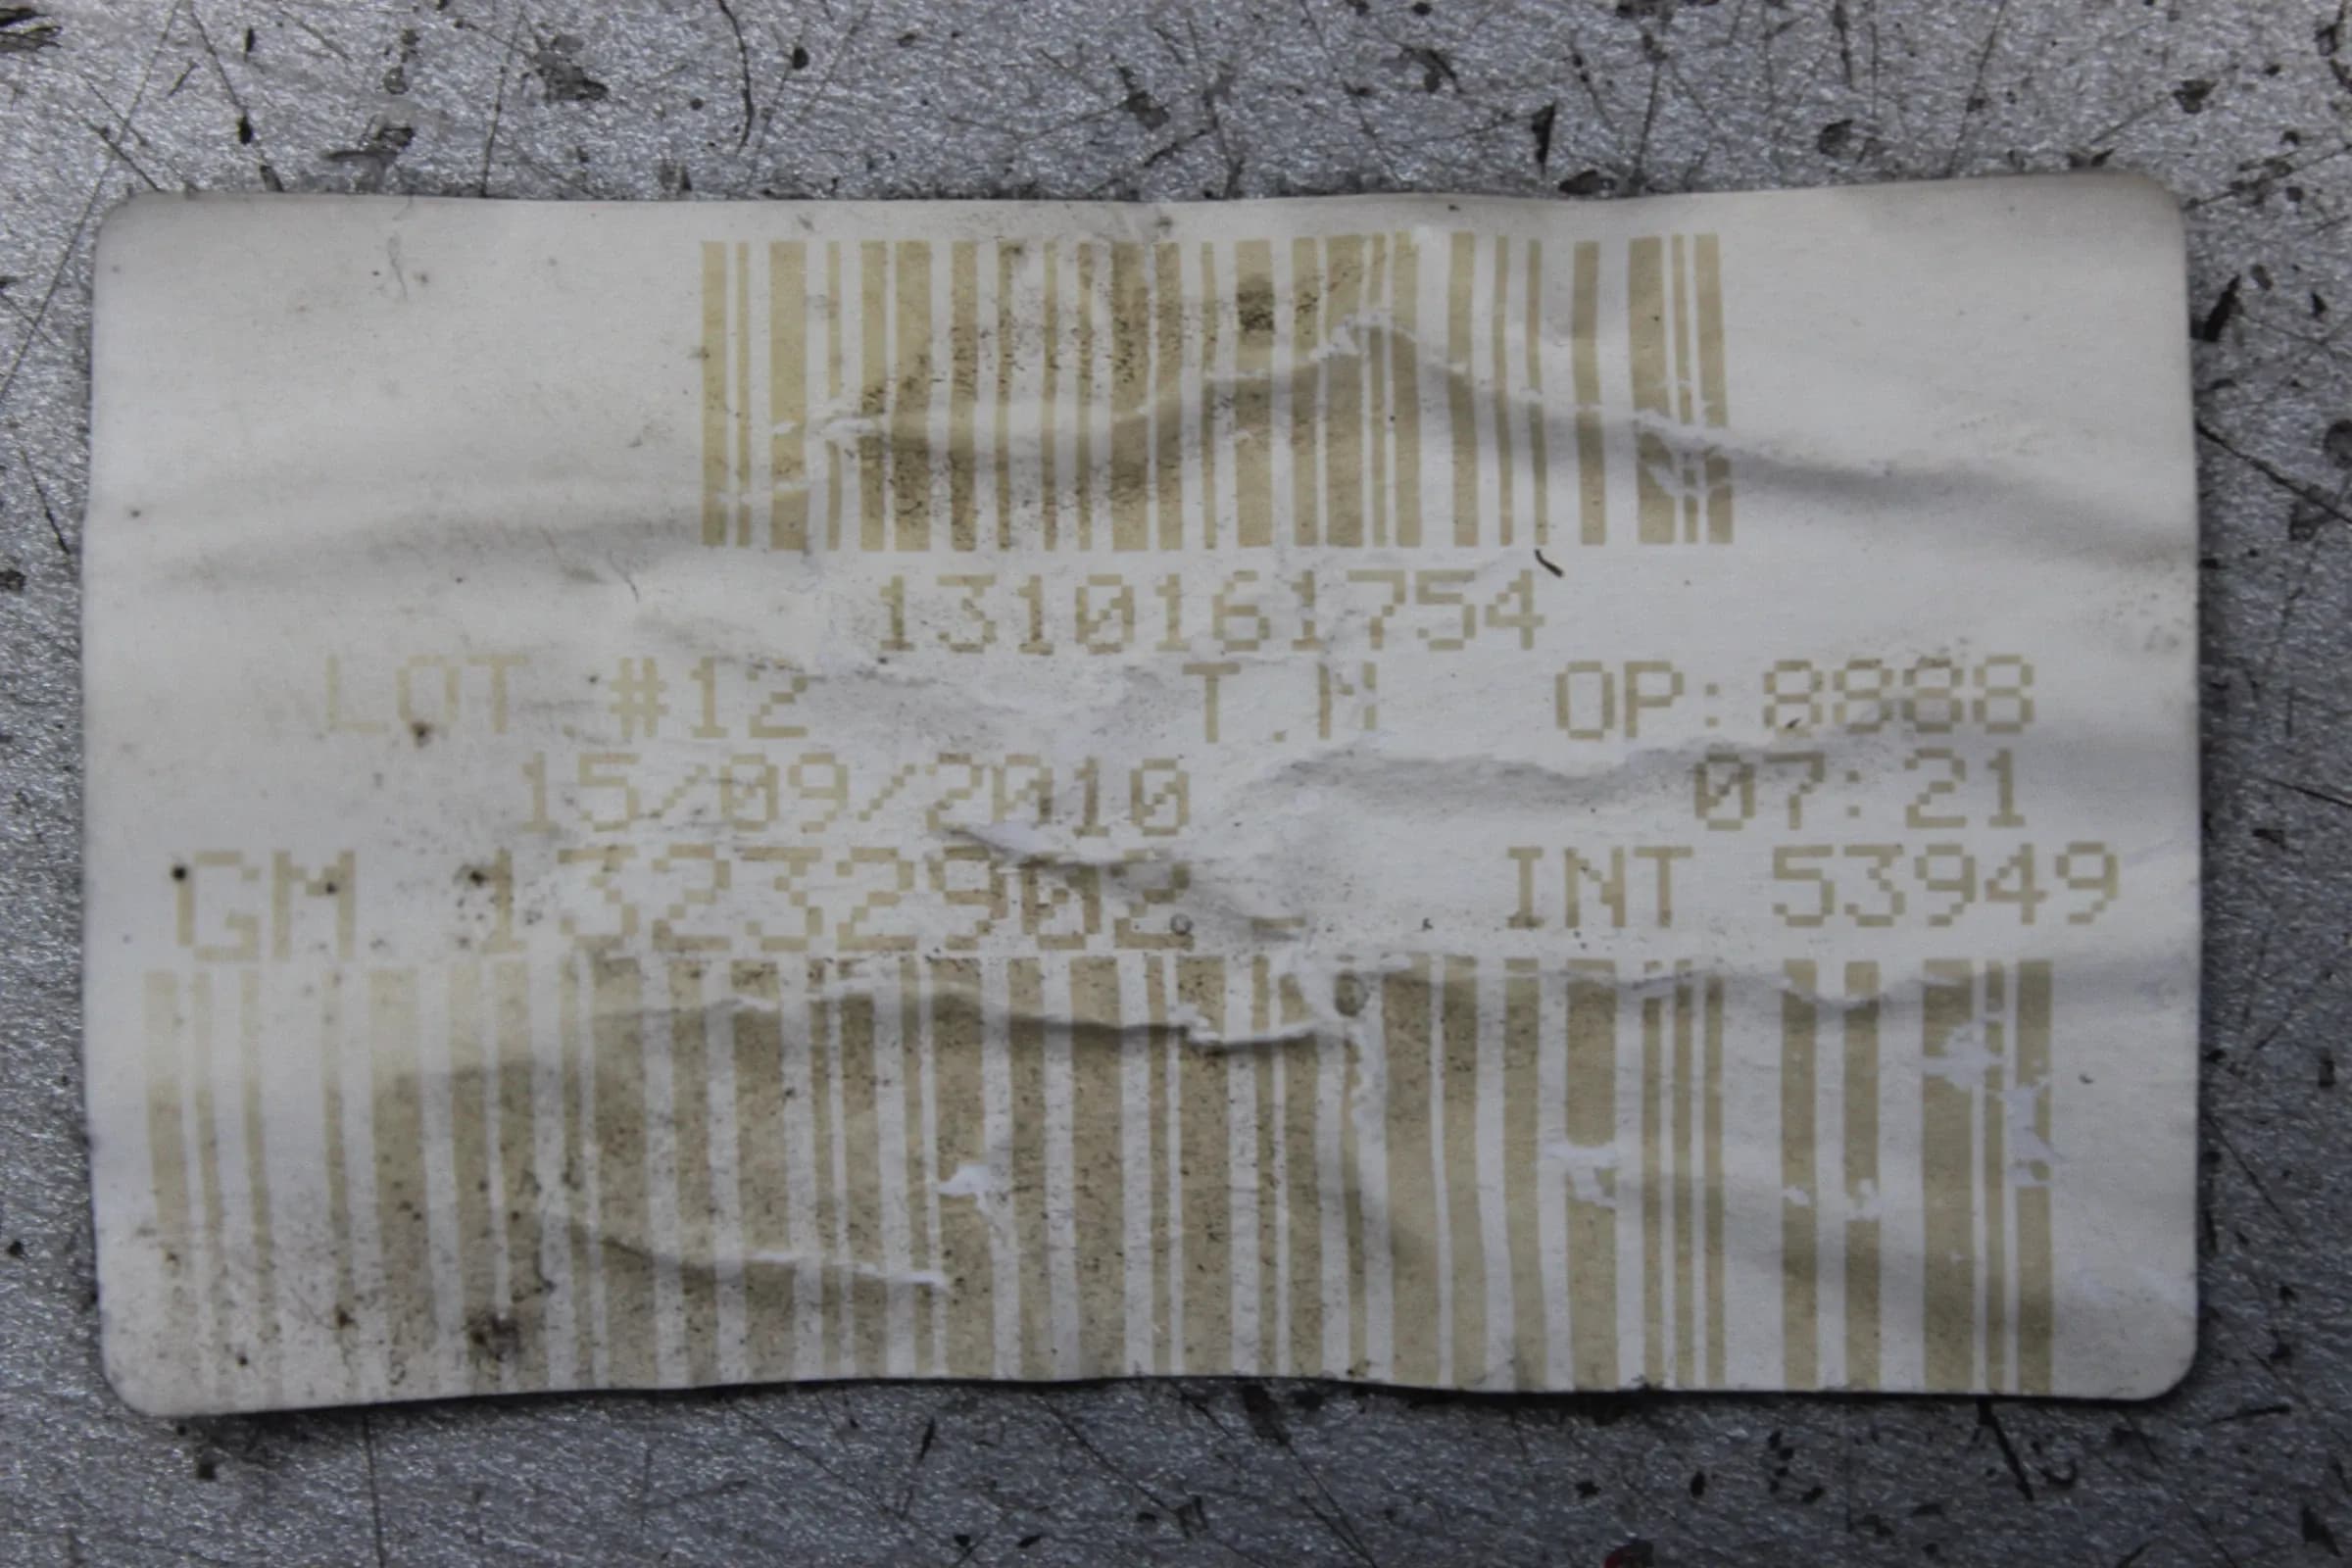 1310161754
LOT #12 T.H OP:8888
15/09/2010 07:21
GM 13232902 _ INT 53949